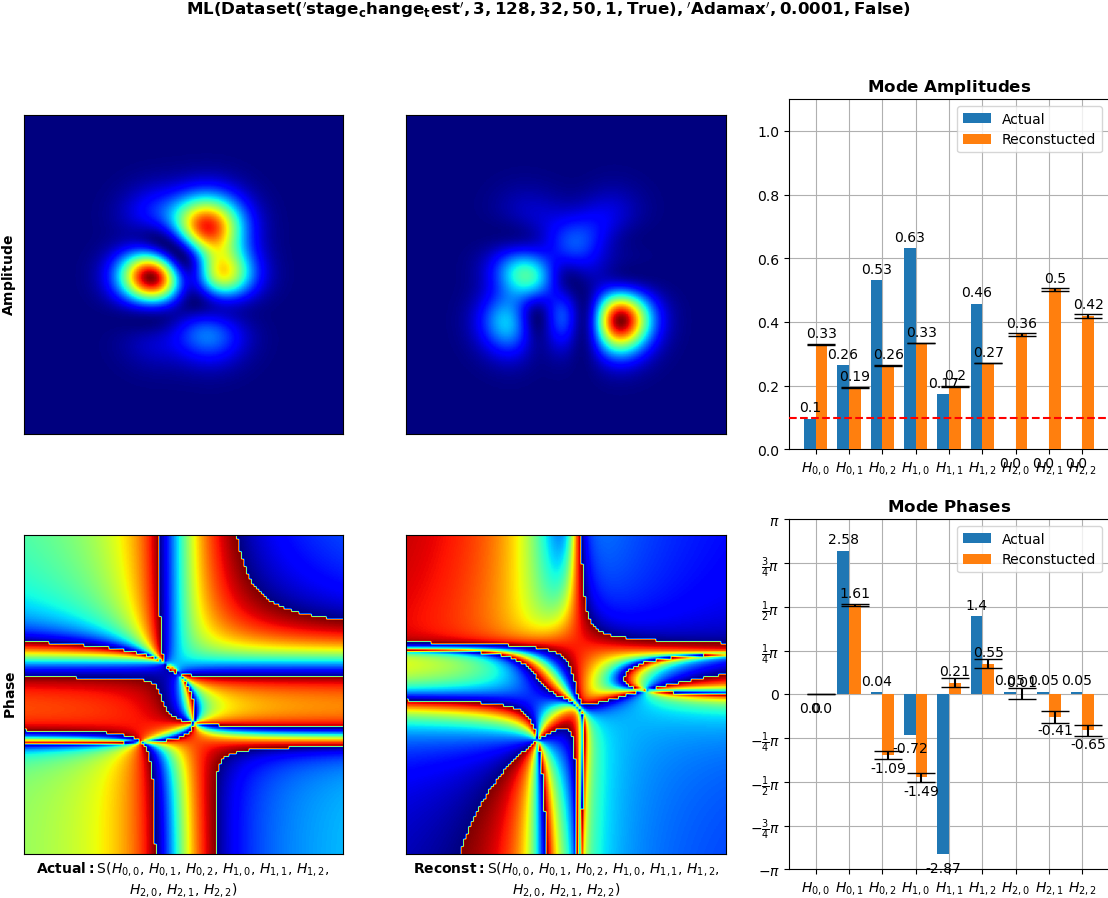 ML(Dataset('stage_change_test', 3, 128, 32, 50, 1, True), 'Adamax', 0.0001, False)
Amplitude
Mode Amplitudes
Actual
Reconstucted
1.0
0.8
0.6
0.4
0.2
0.0
0.1 0.26 0.53 0.63 0.17 0.46 0.0 0.0 0.0
0.33 0.19 0.26 0.33 0.2 0.27 0.36 0.5 0.42
H0,0 H0,1 H0,2 H1,0 H1,1 H1,2 H2,0 H2,1 H2,2
Phase
Mode Phases
Actual
Reconstucted
π
3/4π
1/2π
1/4π
0
−1/4π
−1/2π
−3/4π
−π
0.0 2.58 0.04 -0.72 -2.87 1.4 0.05 0.05 0.05
0.0 1.61 -1.09 -1.49 0.21 0.55 0.01 -0.41 -0.65
H0,0 H0,1 H0,2 H1,0 H1,1 H1,2 H2,0 H2,1 H2,2
Actual: S(H0,0, H0,1, H0,2, H1,0, H1,1, H1,2,
H2,0, H2,1, H2,2)
Reconst: S(H0,0, H0,1, H0,2, H1,0, H1,1, H1,2,
H2,0, H2,1, H2,2)